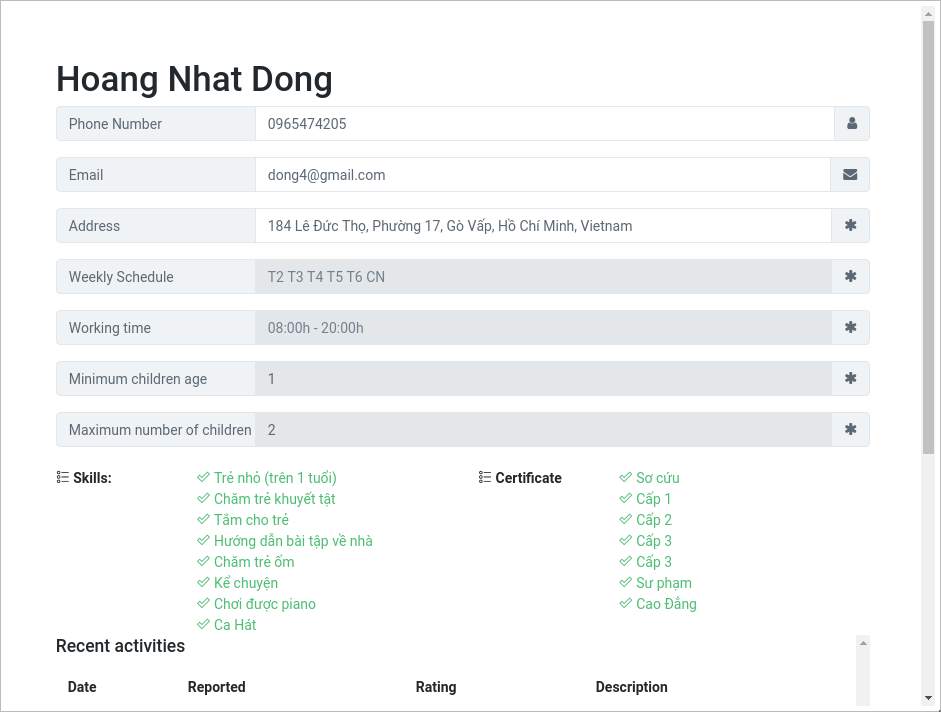 Hoang Nhat Dong
Phone Number 0965474205
Email dong4@gmail.com
Address 184 Lê Đức Thọ, Phường 17, Gò Vấp, Hồ Chí Minh, Vietnam
Weekly Schedule T2 T3 T4 T5 T6 CN
Working time 08:00h - 20:00h
Minimum children age 1
Maximum number of children 2
Skills: Trẻ nhỏ (trên 1 tuổi) Certificate Sơ cứu
Chăm trẻ khuyết tật Cấp 1
Tắm cho trẻ Cấp 2
Hướng dẫn bài tập về nhà Cấp 3
Chăm trẻ ốm Cấp 3
Kể chuyện Sư phạm
Chơi được piano Cao Đẳng
Ca Hát
Recent activities
Date Reported Rating Description